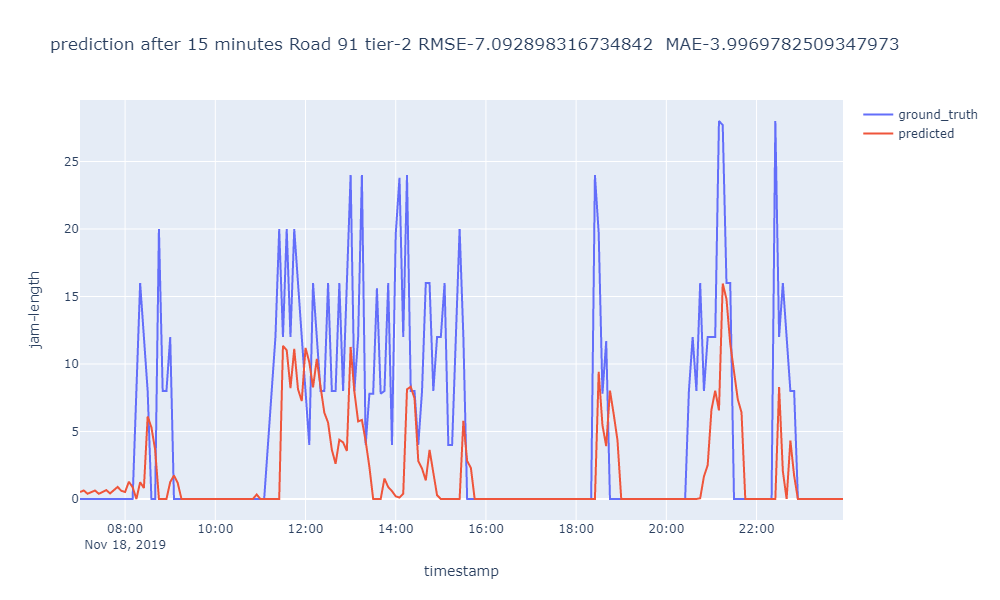 prediction after 15 minutes Road 91 tier-2 RMSE-7.092898316734842  MAE-3.9969782509347973
ground_truth
predicted
25
20
15
10
5
0
jam-length
08:00 10:00 12:00 14:00 16:00 18:00 20:00 22:00
Nov 18, 2019
timestamp